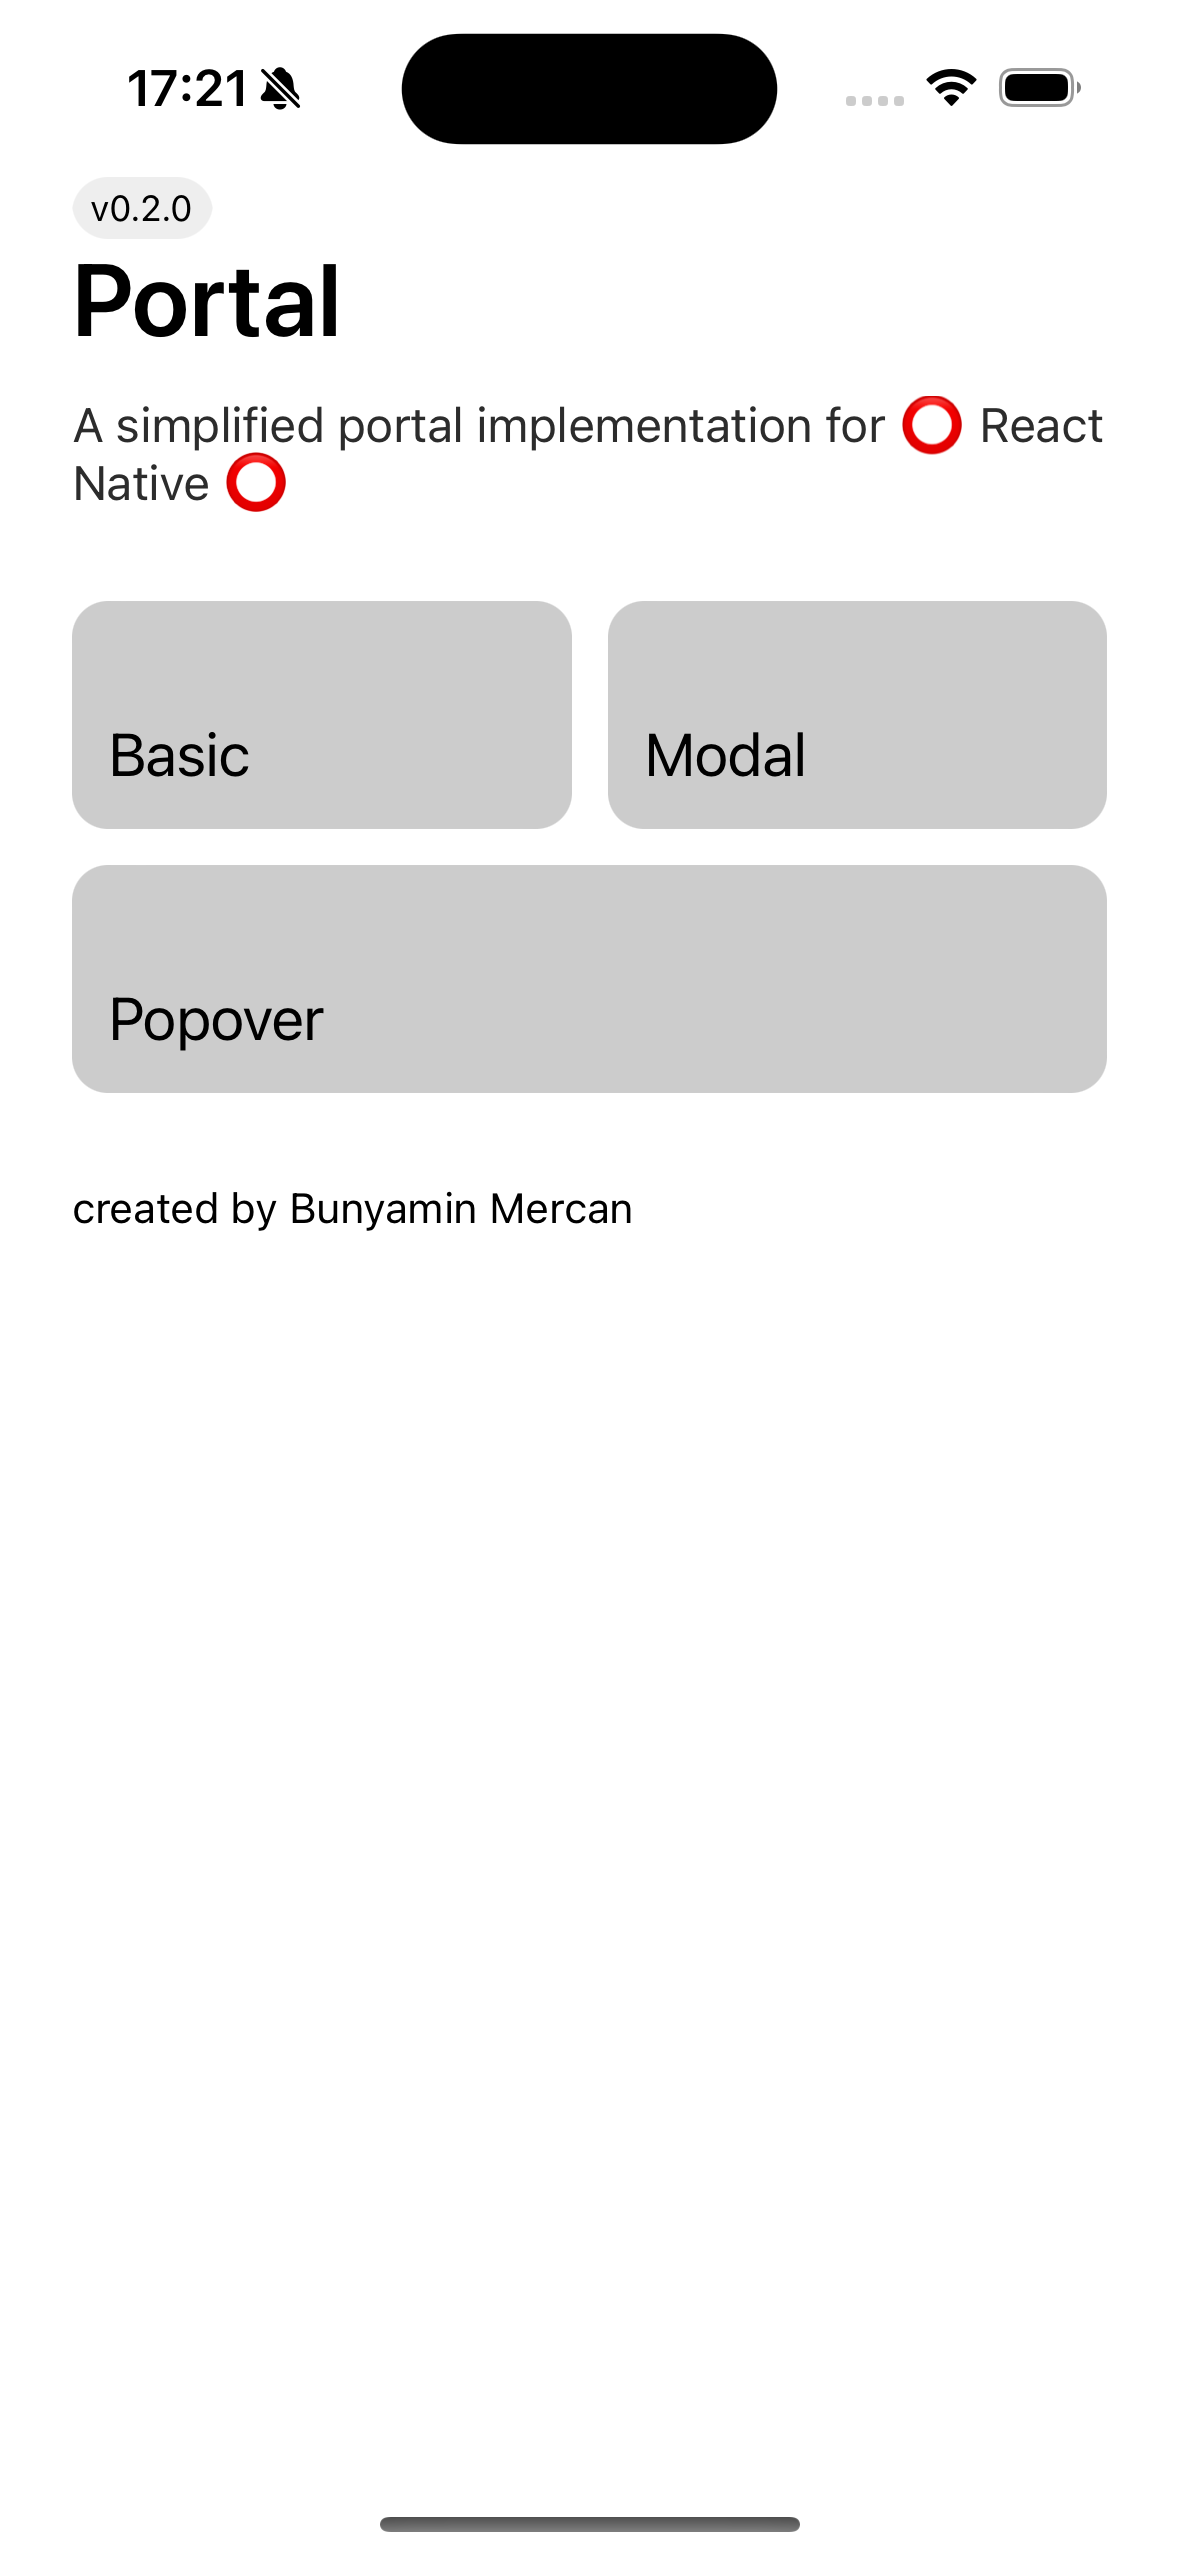 17:21
v0.2.0
Portal
A simplified portal implementation for ⭕ React
Native ⭕
Basic
Modal
Popover
created by Bunyamin Mercan